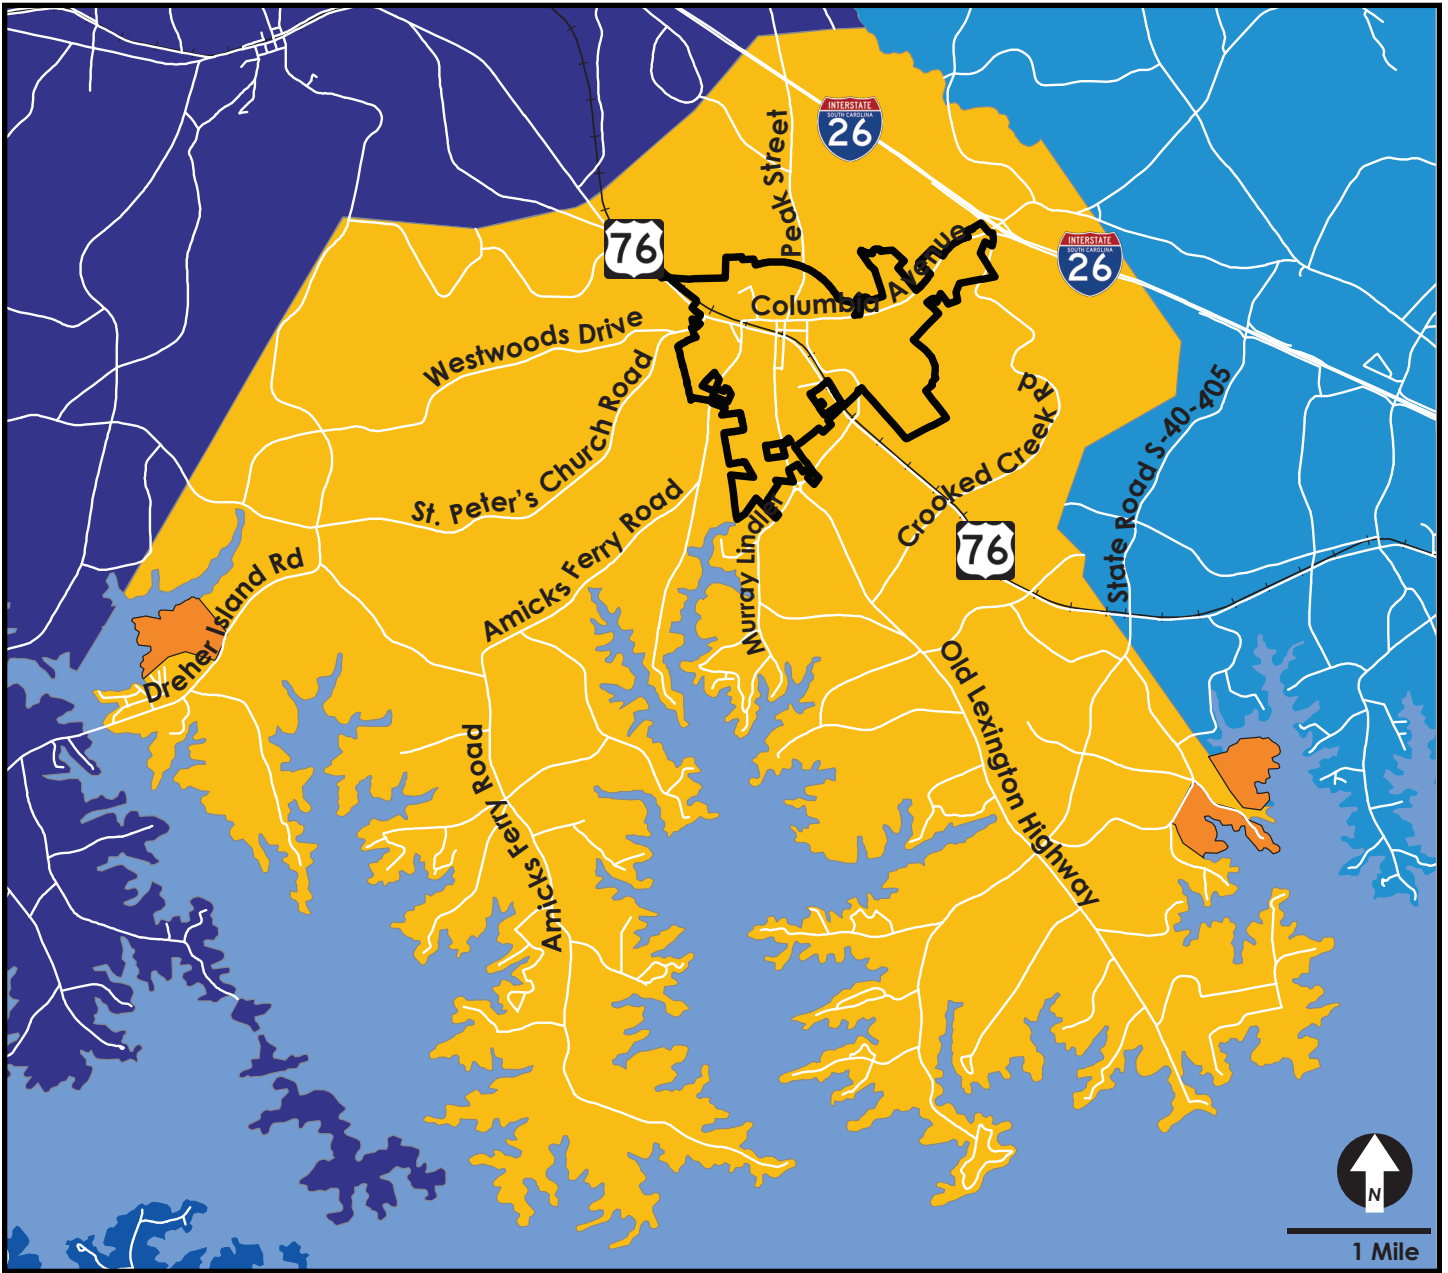 INTERSTATE
SOUTH CAROLINA
26
Peak Street
76
INTERSTATE
SOUTH CAROLINA
26
Columbia Avenue
Westwoods Drive
St. Peter's Church Road
Crooked Creek Rd
State Road S-40-405
Amicks Ferry Road
76
Murray Lindler
Dreher Island Rd
Old Lexington Highway
Amicks Ferry Road
N
1 Mile